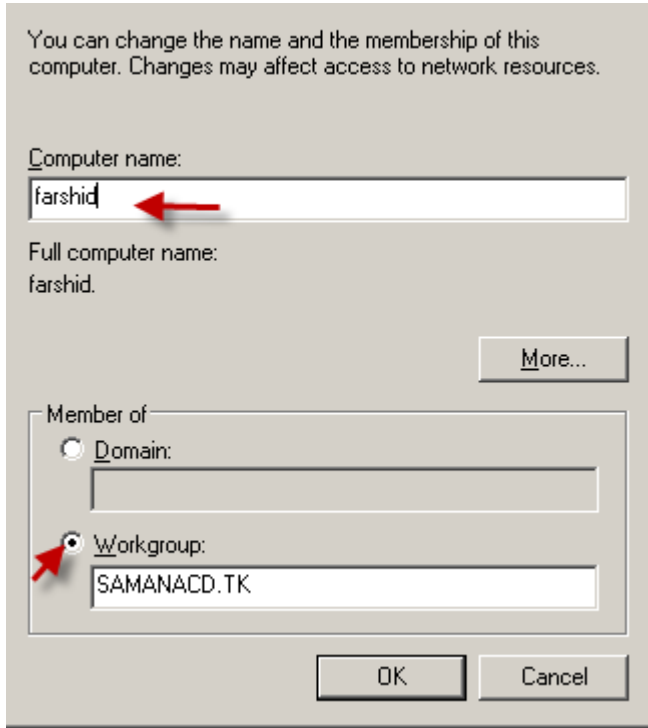 You can change the name and the membership of this
computer. Changes may affect access to network resources.
Computer name:
farshid
Full computer name:
farshid.
More...
Member of
Domain:
Workgroup:
SAMANACD.TK
OK
Cancel